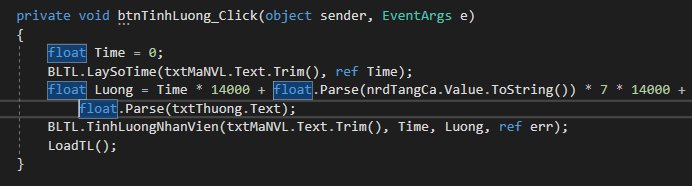 private void btnTinhLuong_Click(object sender, EventArgs e)
{
float Time = 0;
BLTL.LaySoTime(txtMaNVL.Text.Trim(), ref Time);
float Luong = Time * 14000 + float.Parse(nrdTangCa.Value.ToString()) * 7 * 14000 +
float.Parse(txtThuong.Text);
BLTL.TinhLuongNhanVien(txtMaNVL.Text.Trim(), Time, Luong, ref err);
LoadTL();
}